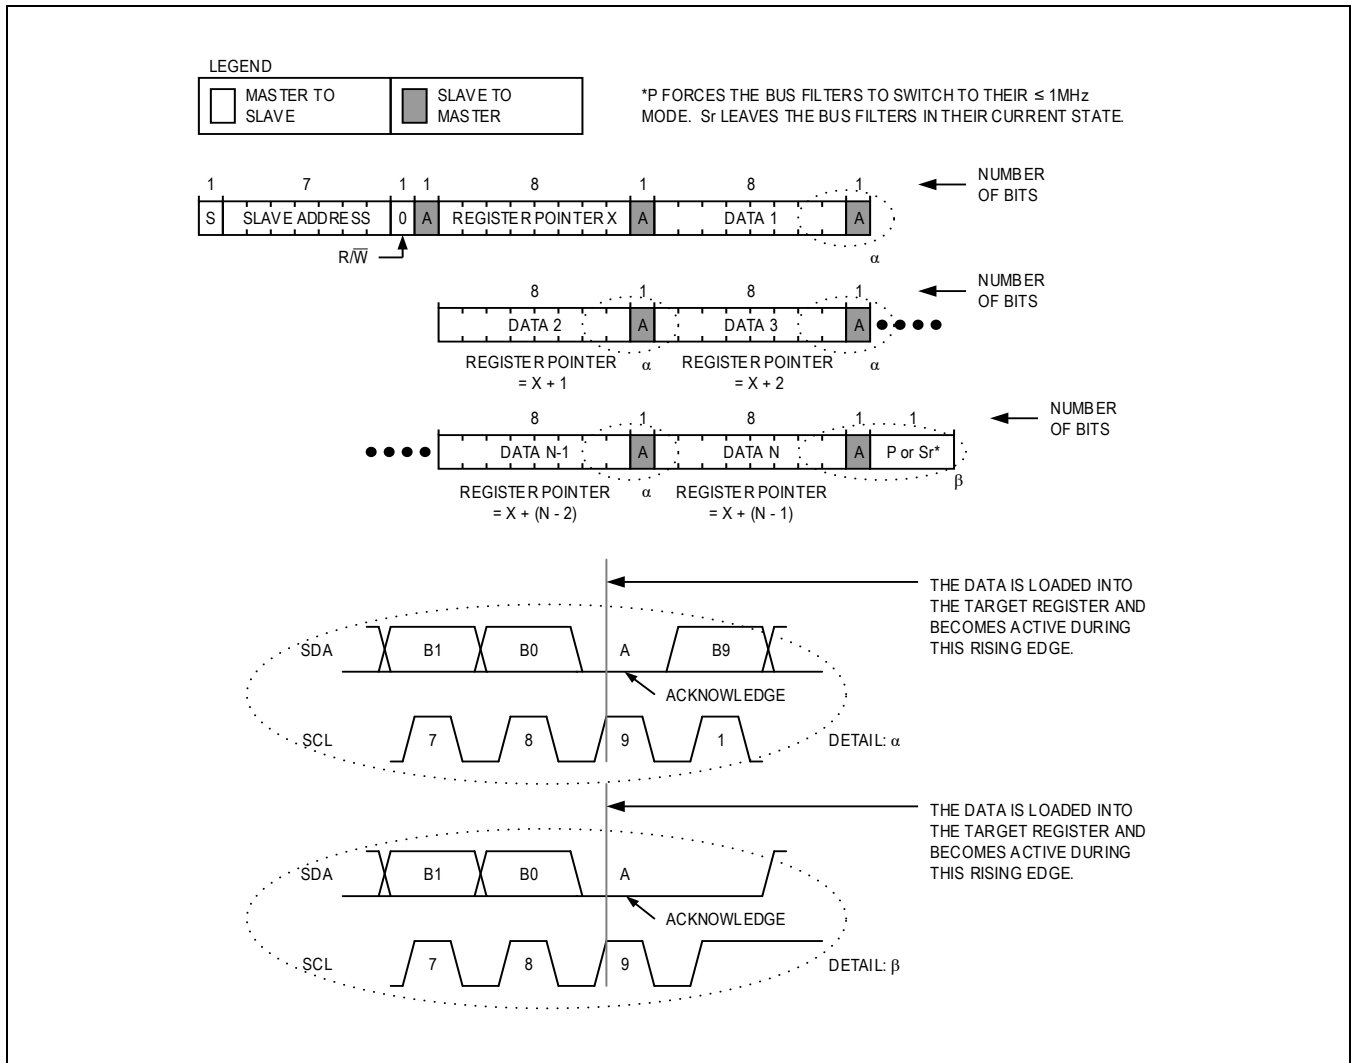 LEGEND
MASTER TO
SLAVE
SLAVE TO
MASTER
*P FORCES THE BUS FILTERS TO SWITCH TO THEIR ≤ 1MHz
MODE. Sr LEAVES THE BUS FILTERS IN THEIR CURRENT STATE.
1 7 1 1 8 1 8 1
NUMBER
OF BITS
S SLAVE ADDRESS 0 A REGISTER POINTER X A DATA 1 A
R/W̅
α
8 1 8 1
NUMBER
OF BITS
DATA 2 A DATA 3 A
REGISTER POINTER
= X + 1
α
REGISTER POINTER
= X + 2
α
8 1 8 1 1
NUMBER
OF BITS
DATA N-1 A DATA N A P or Sr*
β
REGISTER POINTER
= X + (N - 2)
α
REGISTER POINTER
= X + (N - 1)
THE DATA IS LOADED INTO
THE TARGET REGISTER AND
BECOMES ACTIVE DURING
THIS RISING EDGE.
SDA B1 B0 A B9
ACKNOWLEDGE
SCL 7 8 9 1 DETAIL: α
THE DATA IS LOADED INTO
THE TARGET REGISTER AND
BECOMES ACTIVE DURING
THIS RISING EDGE.
SDA B1 B0 A
ACKNOWLEDGE
SCL 7 8 9 DETAIL: β